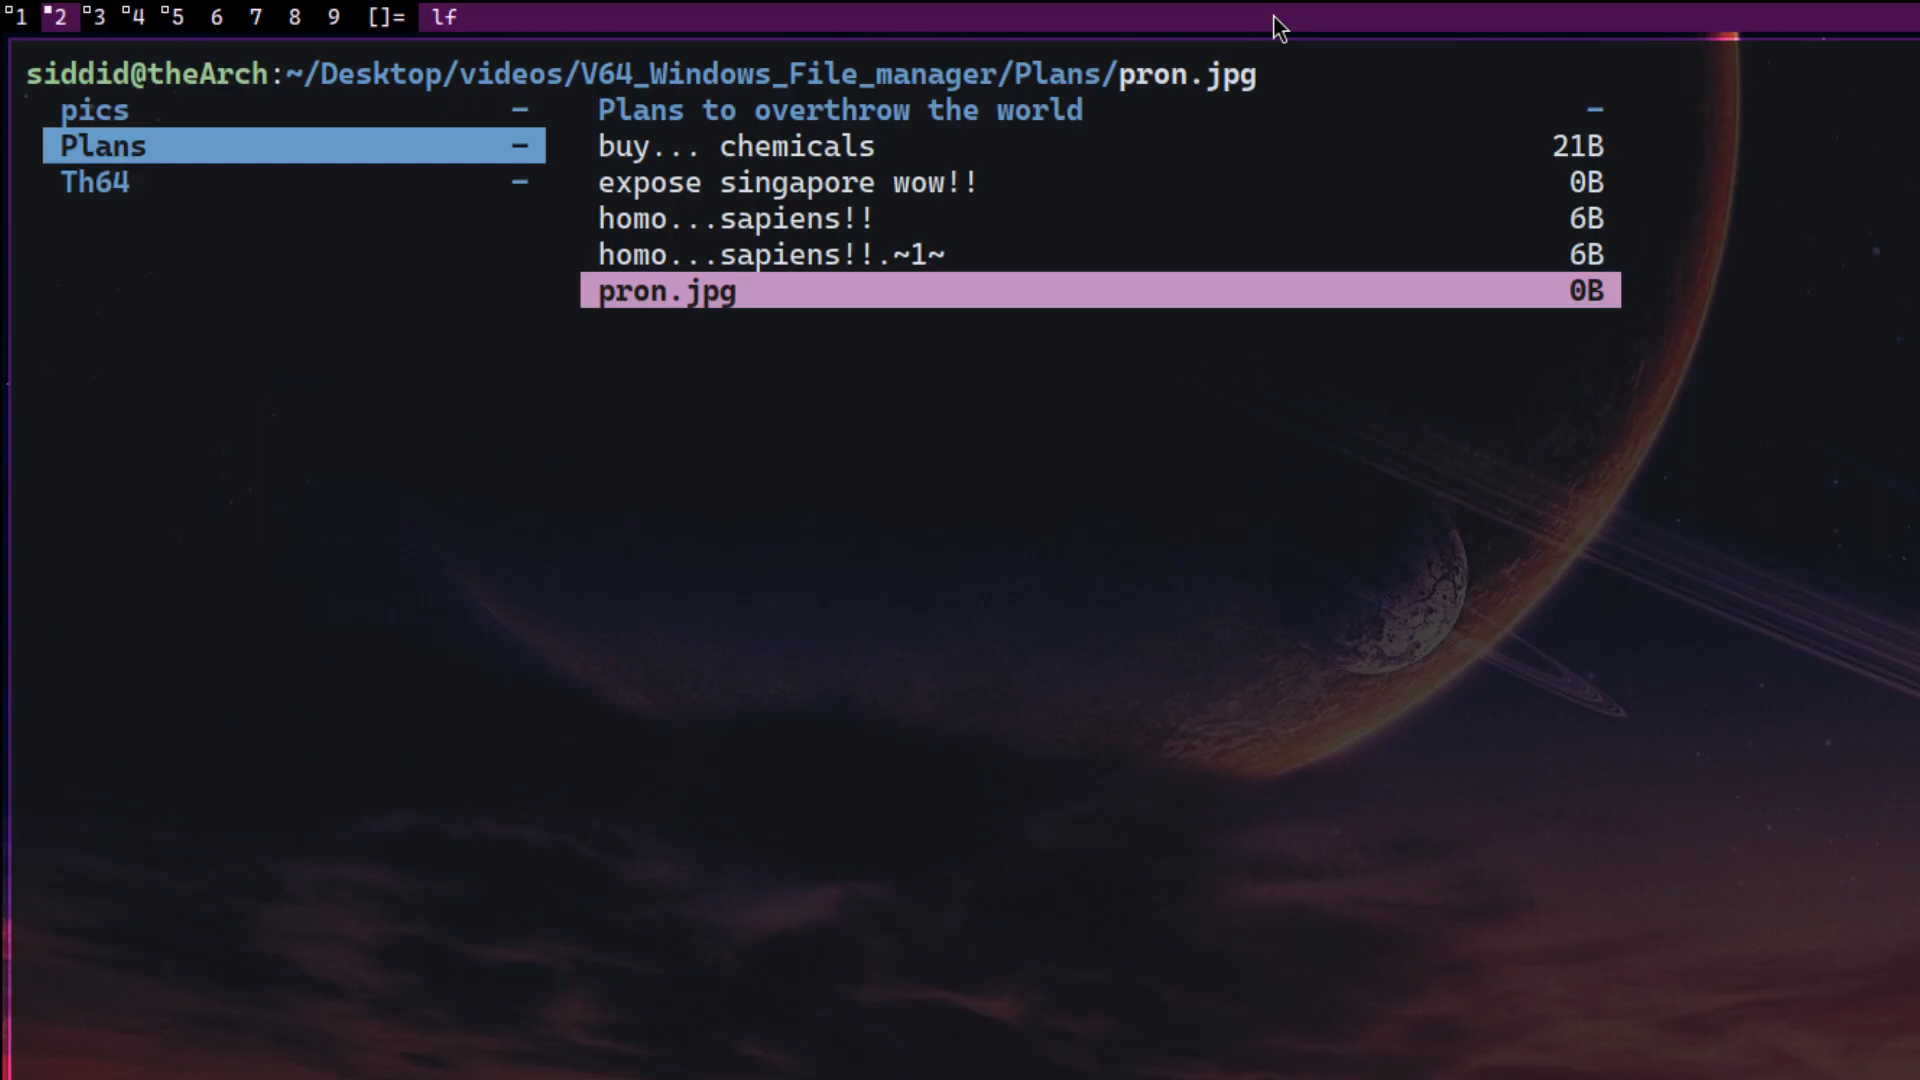 1 2 3 4 5 6 7 8 9 []= lf
siddid@theArch:~/Desktop/videos/V64_Windows_File_manager/Plans/pron.jpg
pics - Plans to overthrow the world -
Plans - buy... chemicals 21B
Th64 - expose singapore wow!! 0B
homo...sapiens!! 6B
homo...sapiens!!.~1~ 6B
pron.jpg 0B